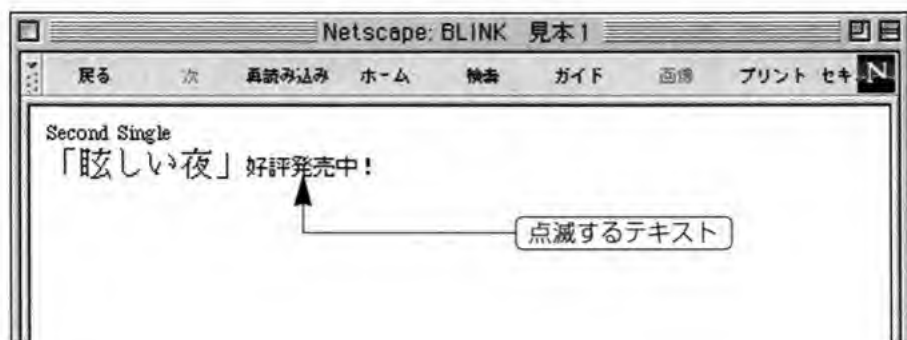 Netscape: BLINK 見本1
戻る 次 再読み込み ホーム 検索 ガイド 画像 プリント セキ N
Second Single
「眩しい夜」好評発売中!
点滅するテキスト